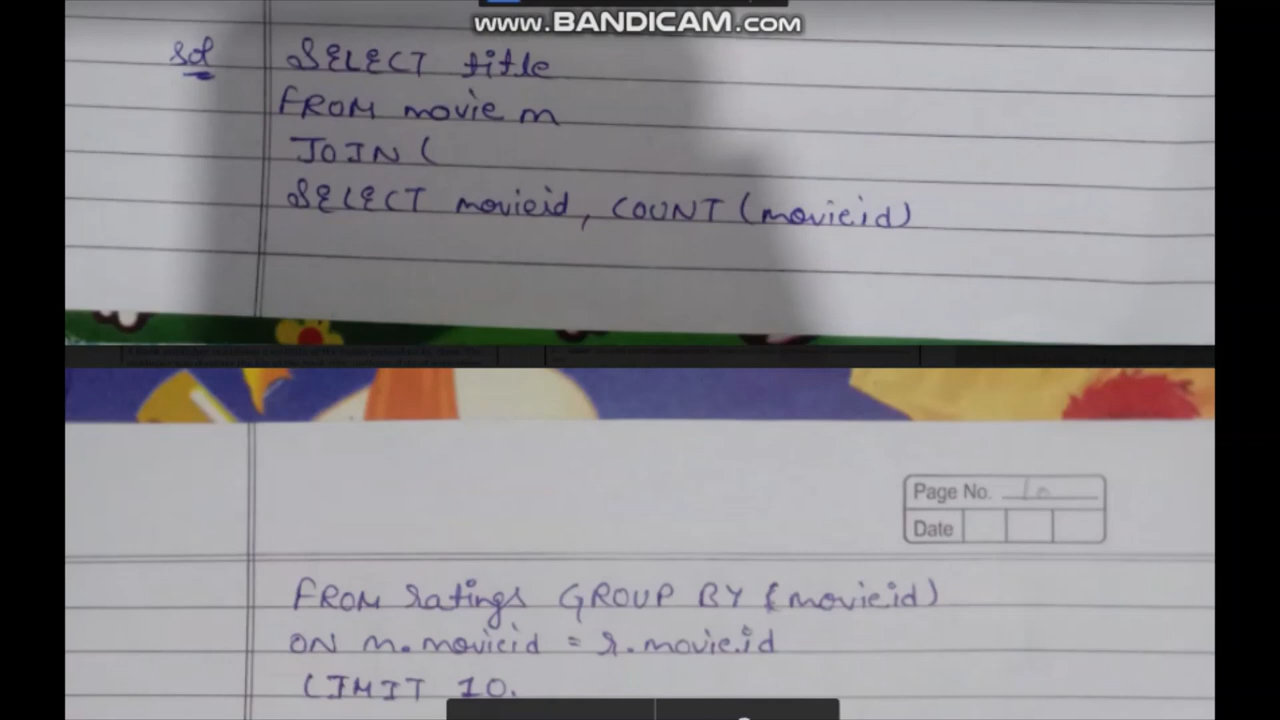 WWW.BANDICAM.COM
Sol
SELECT title
FROM movie m
JOIN (
SELECT movieid, COUNT (movieid)
Page No. 10
Date
FROM ratings GROUP BY (movieid)
ON m.movieid = r.movieid
LIMIT 10.